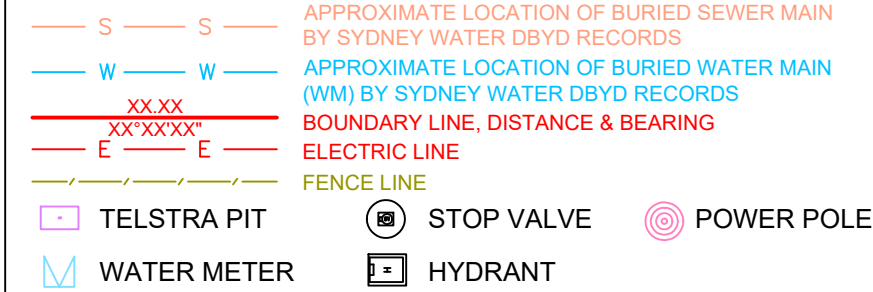 S S APPROXIMATE LOCATION OF BURIED SEWER MAIN
BY SYDNEY WATER DBYD RECORDS
W W APPROXIMATE LOCATION OF BURIED WATER MAIN
(WM) BY SYDNEY WATER DBYD RECORDS
XX.XX
XX°XX'XX" BOUNDARY LINE, DISTANCE & BEARING
E E ELECTRIC LINE
FENCE LINE
TELSTRA PIT STOP VALVE POWER POLE
WATER METER HYDRANT